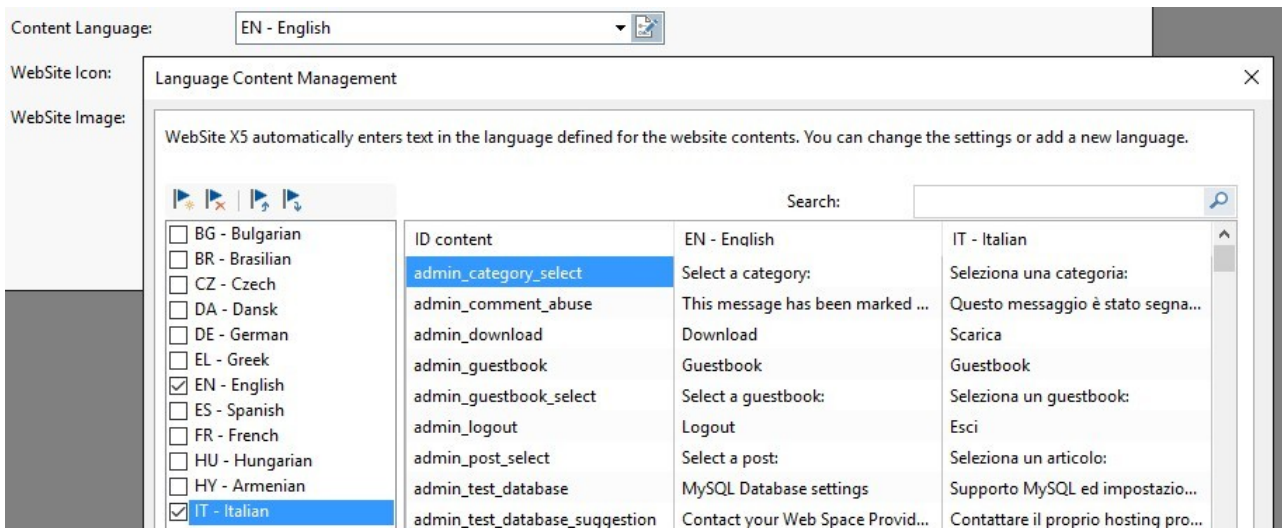 Content Language: EN - English
WebSite Icon:
WebSite Image:
Language Content Management
WebSite X5 automatically enters text in the language defined for the website contents. You can change the settings or add a new language.
Search:
BG - Bulgarian
BR - Brasilian
CZ - Czech
DA - Dansk
DE - German
EL - Greek
EN - English
ES - Spanish
FR - French
HU - Hungarian
HY - Armenian
IT - Italian
ID content EN - English IT - Italian
admin_category_select Select a category: Seleziona una categoria:
admin_comment_abuse This message has been marked ... Questo messaggio è stato segna...
admin_download Download Scarica
admin_guestbook Guestbook Guestbook
admin_guestbook_select Select a guestbook: Seleziona un guestbook:
admin_logout Logout Esci
admin_post_select Select a post: Seleziona un articolo:
admin_test_database MySQL Database settings Supporto MySQL ed impostazio...
admin_test_database_suggestion Contact your Web Space Provid... Contattare il proprio hosting pro...